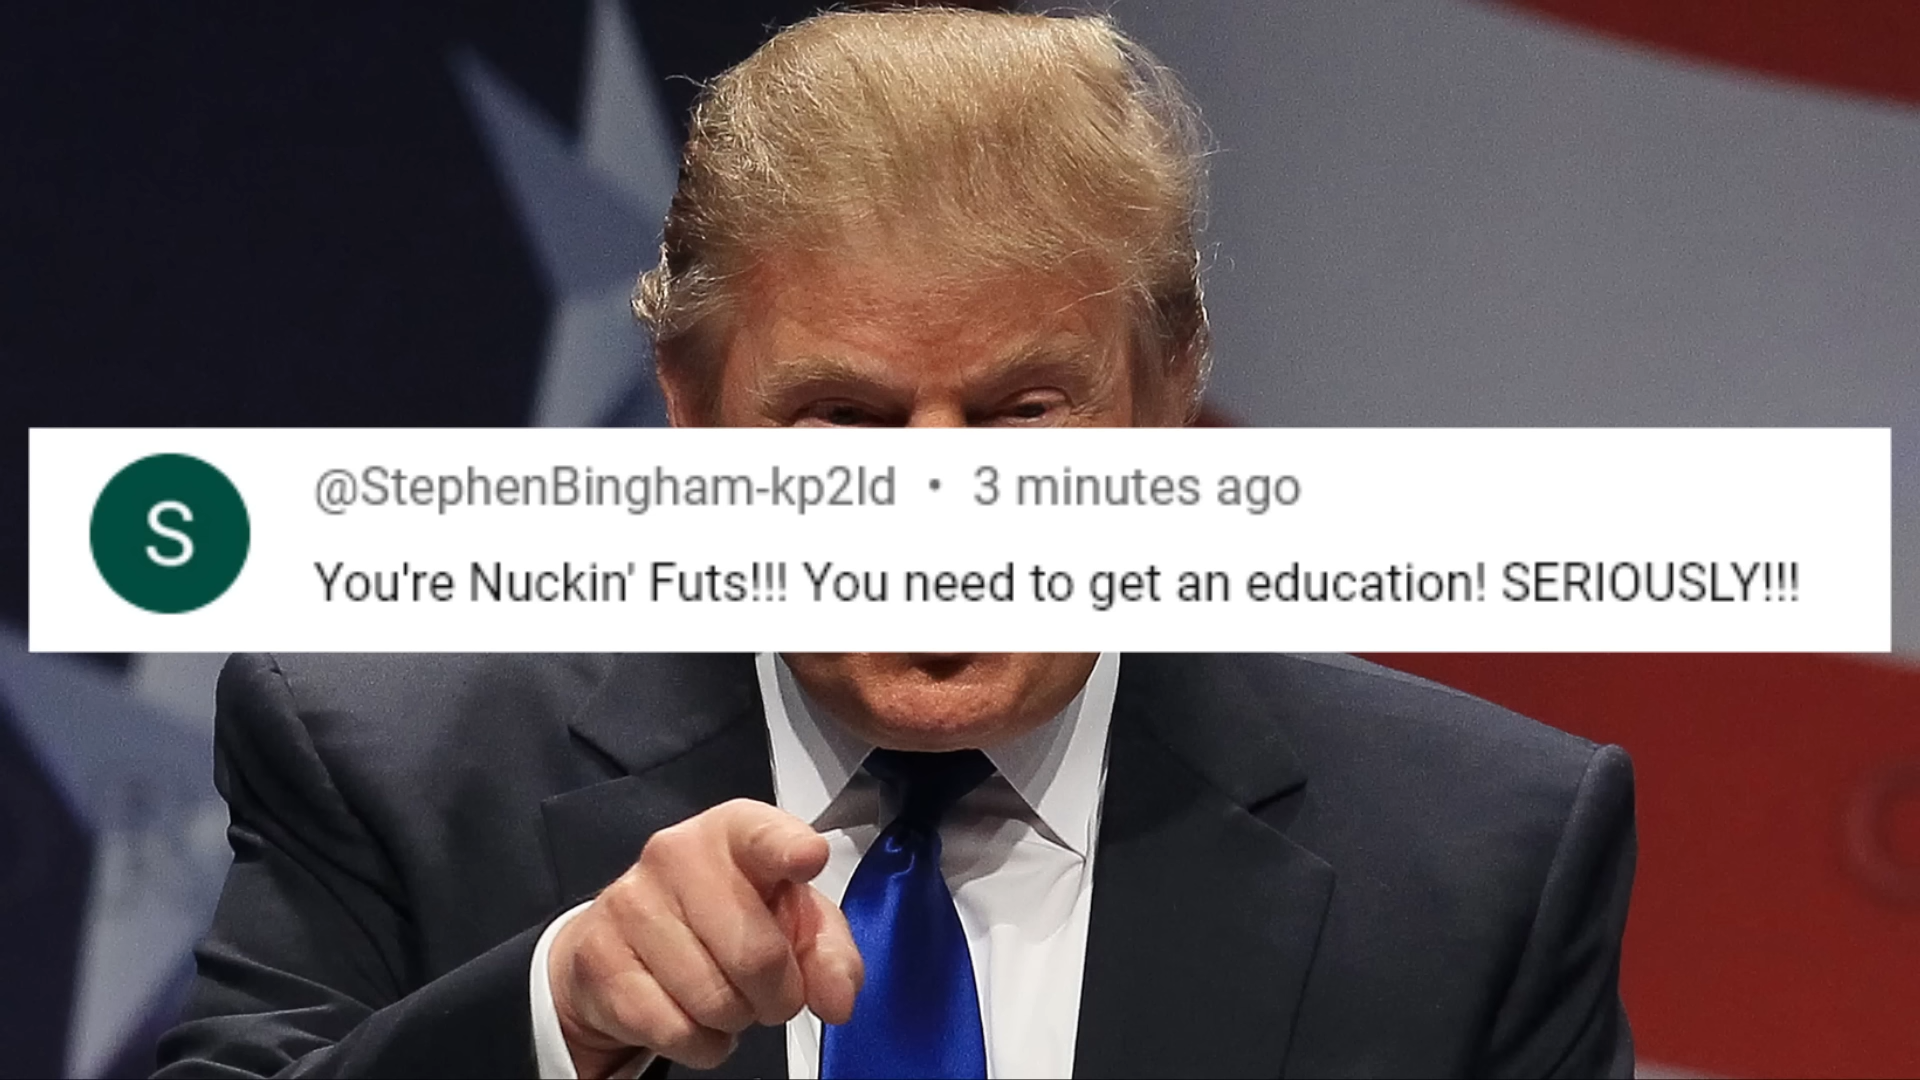 S
@StephenBingham-kp2ld • 3 minutes ago
You're Nuckin' Futs!!! You need to get an education! SERIOUSLY!!!